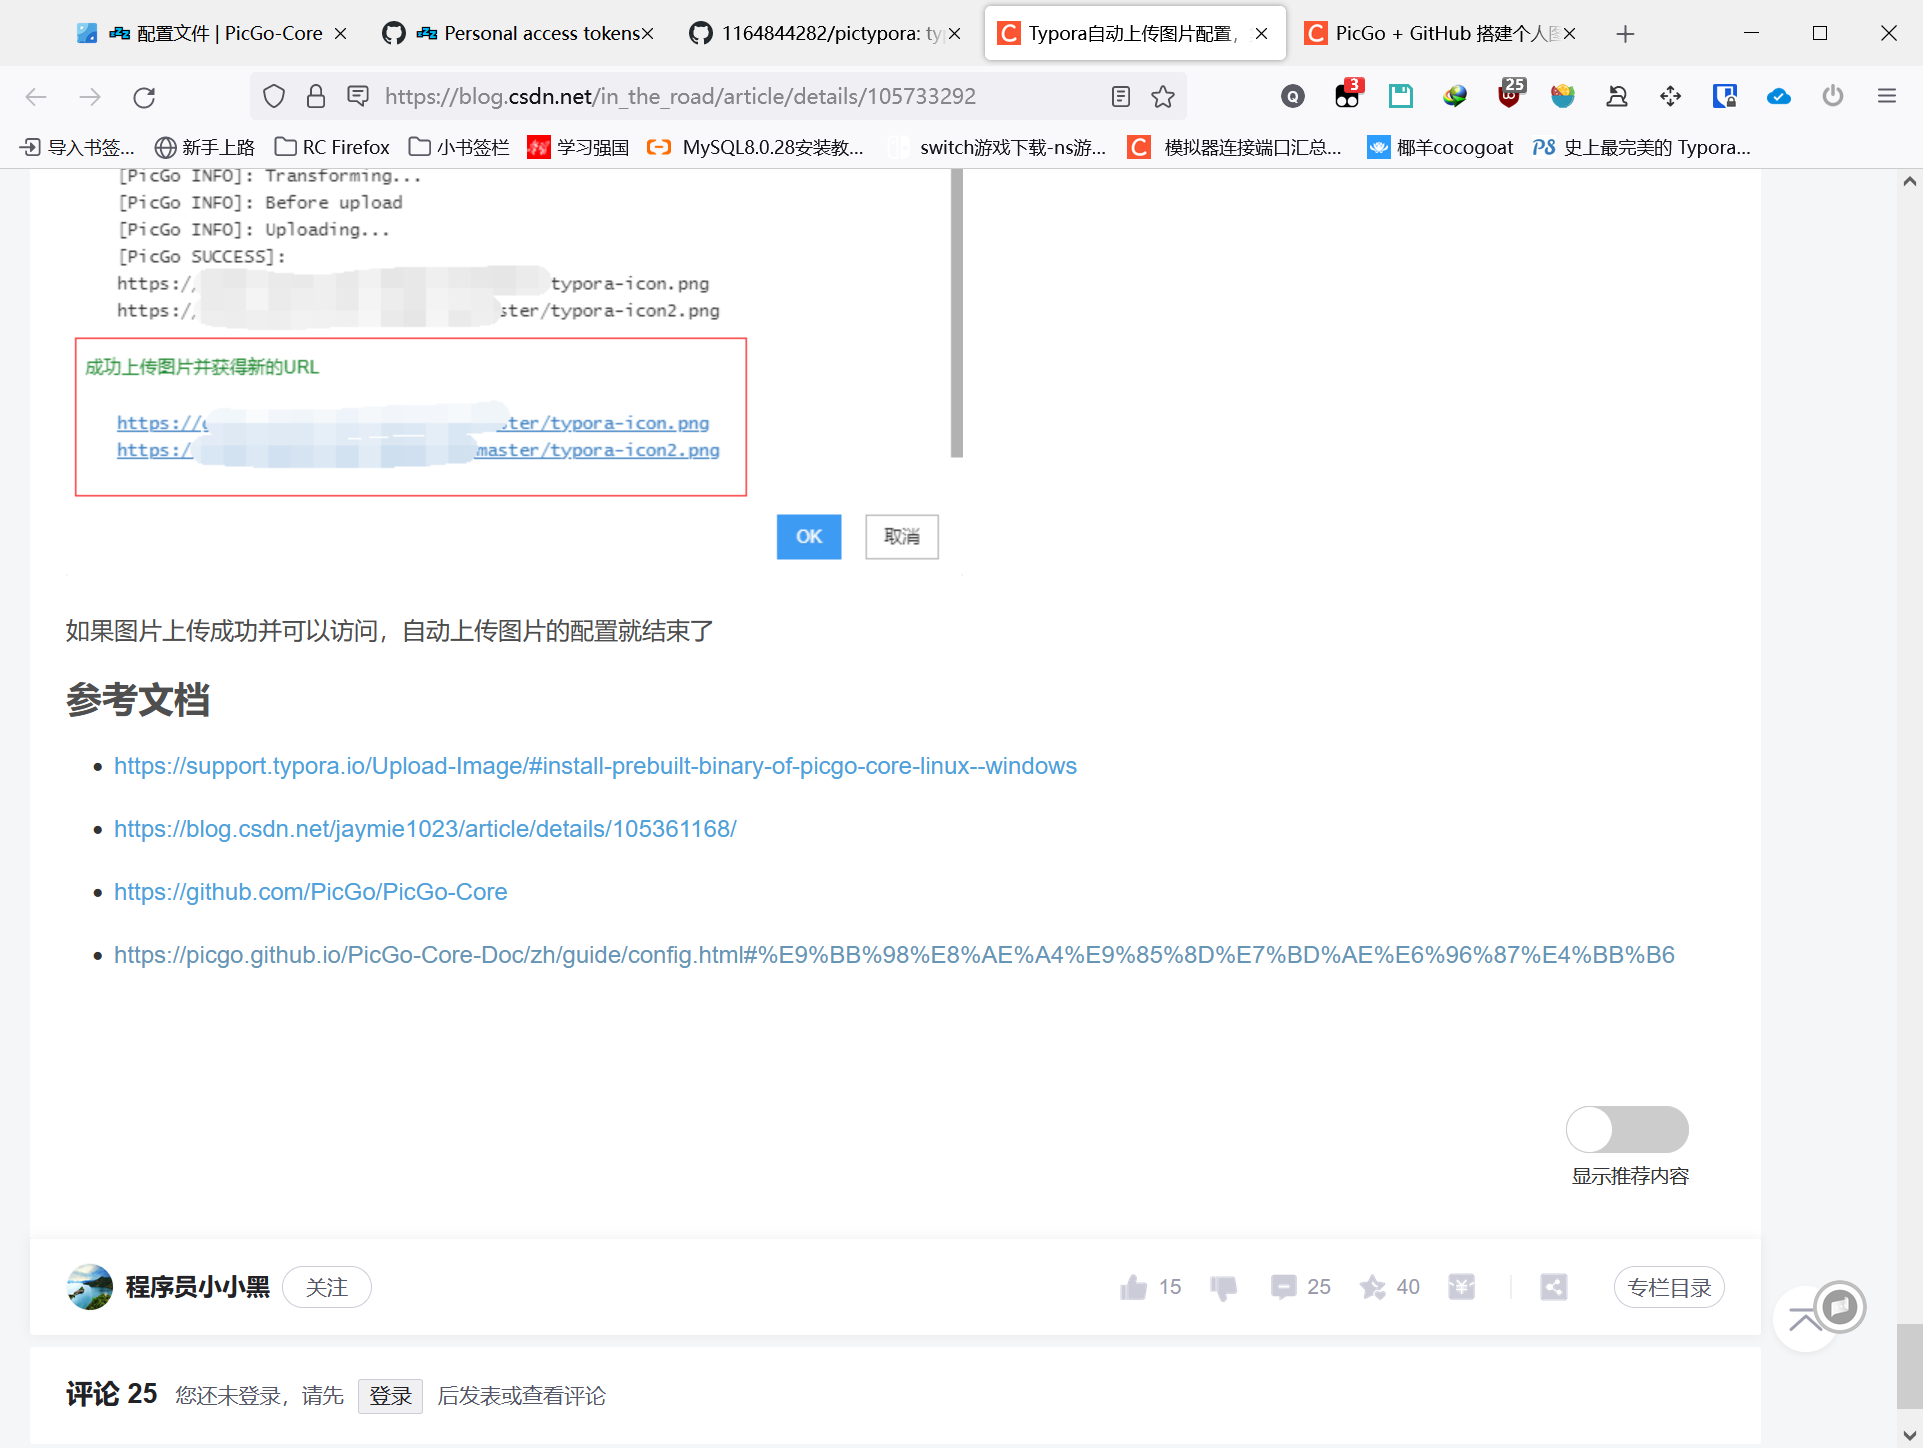 配置文件 | PicGo-Core
Personal access tokens
1164844282/pictypora: ty
Typora自动上传图片配置，
PicGo + GitHub 搭建个人图
https://blog.csdn.net/in_the_road/article/details/105733292
Q
3
25
导入书签...
新手上路
RC Firefox
小书签栏
学习强国
MySQL8.0.28安装教...
switch游戏下载-ns游...
C
模拟器连接端口汇总...
椰羊cocogoat
PS
史上最完美的 Typora...
[PicGo INFO]: Transforming...
[PicGo INFO]: Before upload
[PicGo INFO]: Uploading...
[PicGo SUCCESS]:
https:/ typora-icon.png
https:/ ster/typora-icon2.png
成功上传图片并获得新的URL
https:// ster/typora-icon.png
https:/ master/typora-icon2.png
OK
取消
如果图片上传成功并可以访问，自动上传图片的配置就结束了
参考文档
https://support.typora.io/Upload-Image/#install-prebuilt-binary-of-picgo-core-linux--windows
https://blog.csdn.net/jaymie1023/article/details/105361168/
https://github.com/PicGo/PicGo-Core
https://picgo.github.io/PicGo-Core-Doc/zh/guide/config.html#%E9%BB%98%E8%AE%A4%E9%85%8D%E7%BD%AE%E6%96%87%E4%BB%B6
显示推荐内容
程序员小小黑
关注
15
25
40
专栏目录
评论 25 您还未登录，请先 登录 后发表或查看评论